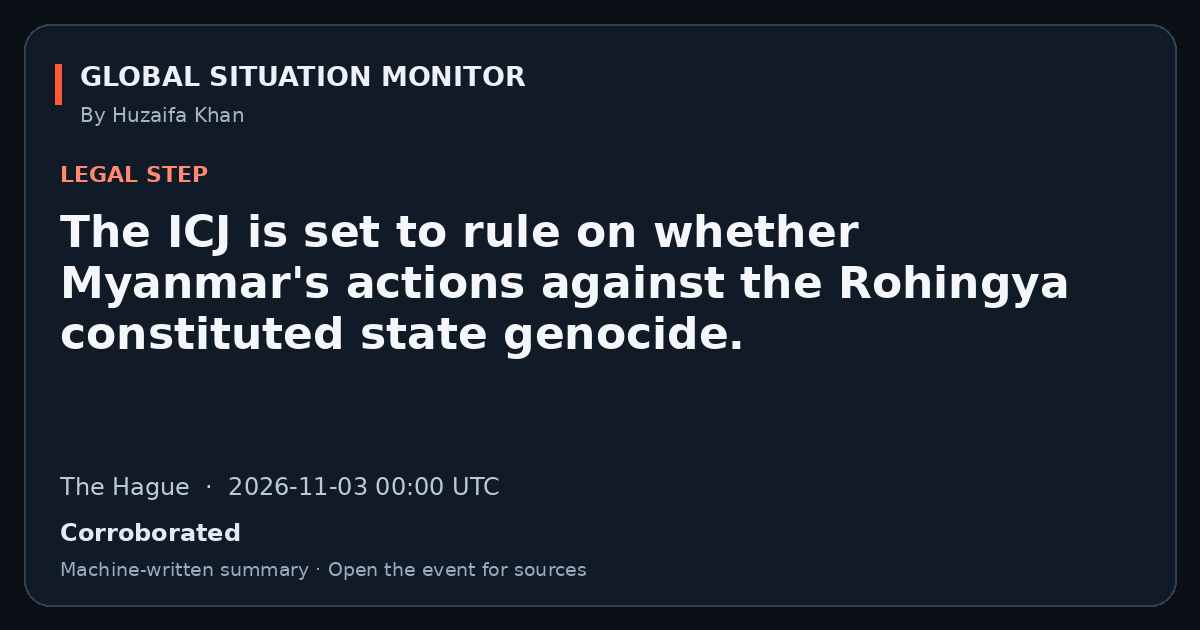 GLOBAL SITUATION MONITOR
By Huzaifa Khan
LEGAL STEP
The ICJ is set to rule on whether
Myanmar's actions against the Rohingya
constituted state genocide.
The Hague · 2026-11-03 00:00 UTC
Corroborated
Machine-written summary · Open the event for sources